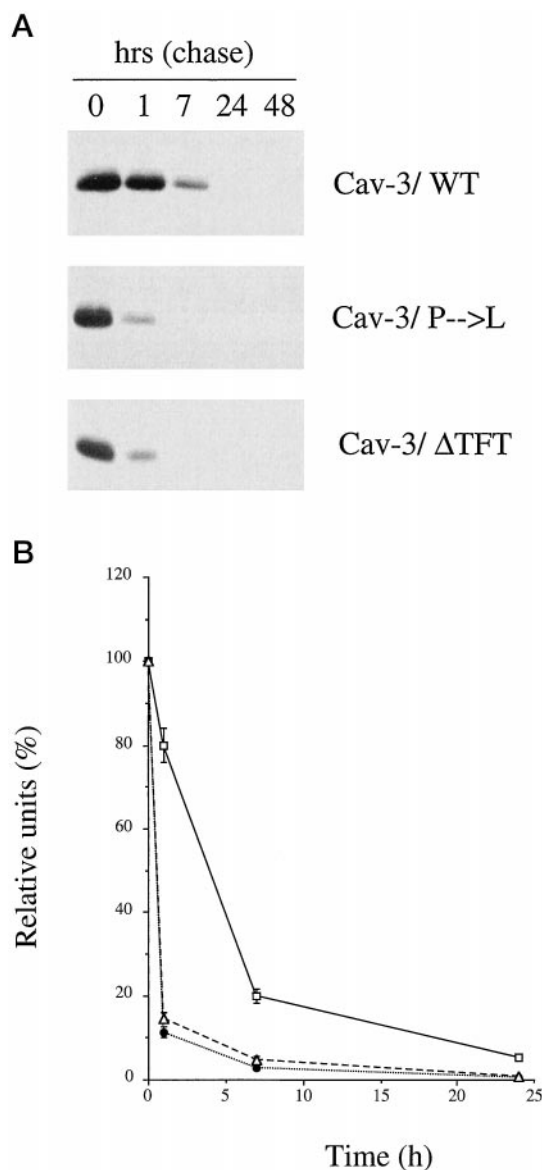 A
hrs (chase)
0 1 7 24 48
Cav-3/ WT
Cav-3/ P-->L
Cav-3/ ΔTFT
B
120
100
80
60
40
20
0
Relative units (%)
0 5 10 15 20 25
Time (h)